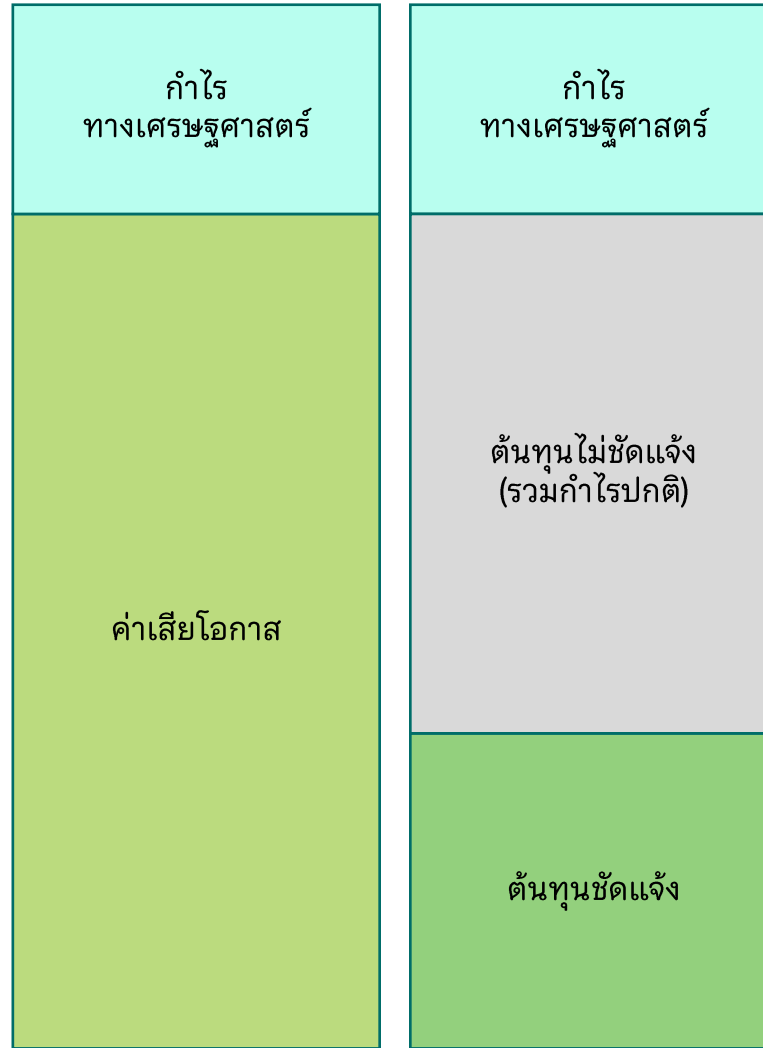 กำไร
ทางเศรษฐศาสตร์
ค่าเสียโอกาส
กำไร
ทางเศรษฐศาสตร์
ต้นทุนไม่ชัดแจ้ง
(รวมกำไรปกติ)
ต้นทุนชัดแจ้ง